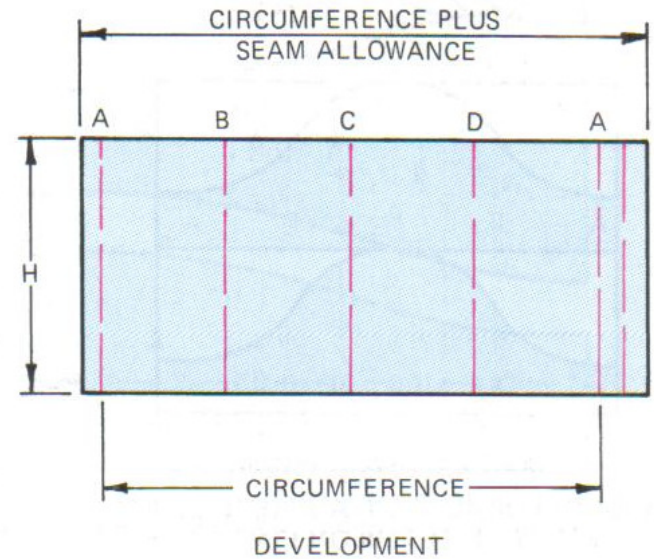 CIRCUMFERENCE PLUS
SEAM ALLOWANCE
A B C D A
H
CIRCUMFERENCE
DEVELOPMENT